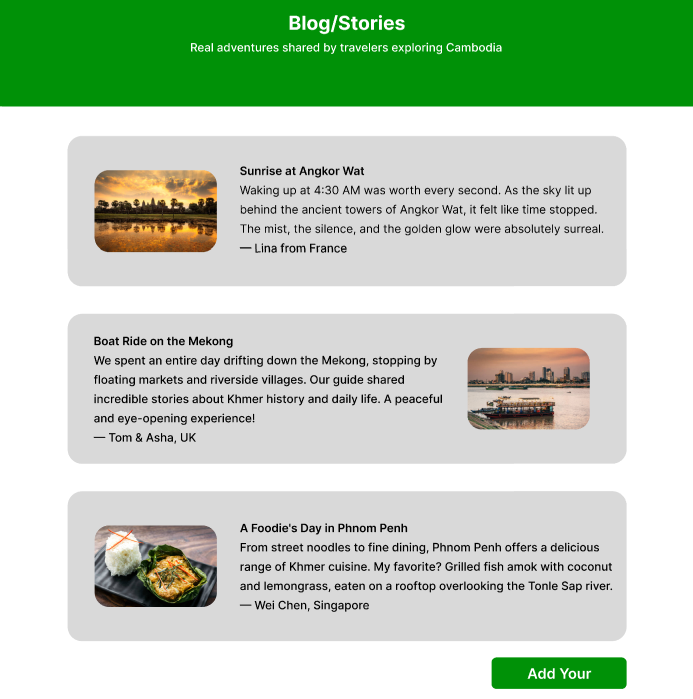 Blog/Stories
Real adventures shared by travelers exploring Cambodia
Sunrise at Angkor Wat
Waking up at 4:30 AM was worth every second. As the sky lit up
behind the ancient towers of Angkor Wat, it felt like time stopped.
The mist, the silence, and the golden glow were absolutely surreal.
— Lina from France
Boat Ride on the Mekong
We spent an entire day drifting down the Mekong, stopping by
floating markets and riverside villages. Our guide shared
incredible stories about Khmer history and daily life. A peaceful
and eye-opening experience!
— Tom & Asha, UK
A Foodie's Day in Phnom Penh
From street noodles to fine dining, Phnom Penh offers a delicious
range of Khmer cuisine. My favorite? Grilled fish amok with coconut
and lemongrass, eaten on a rooftop overlooking the Tonle Sap river.
— Wei Chen, Singapore
Add Your